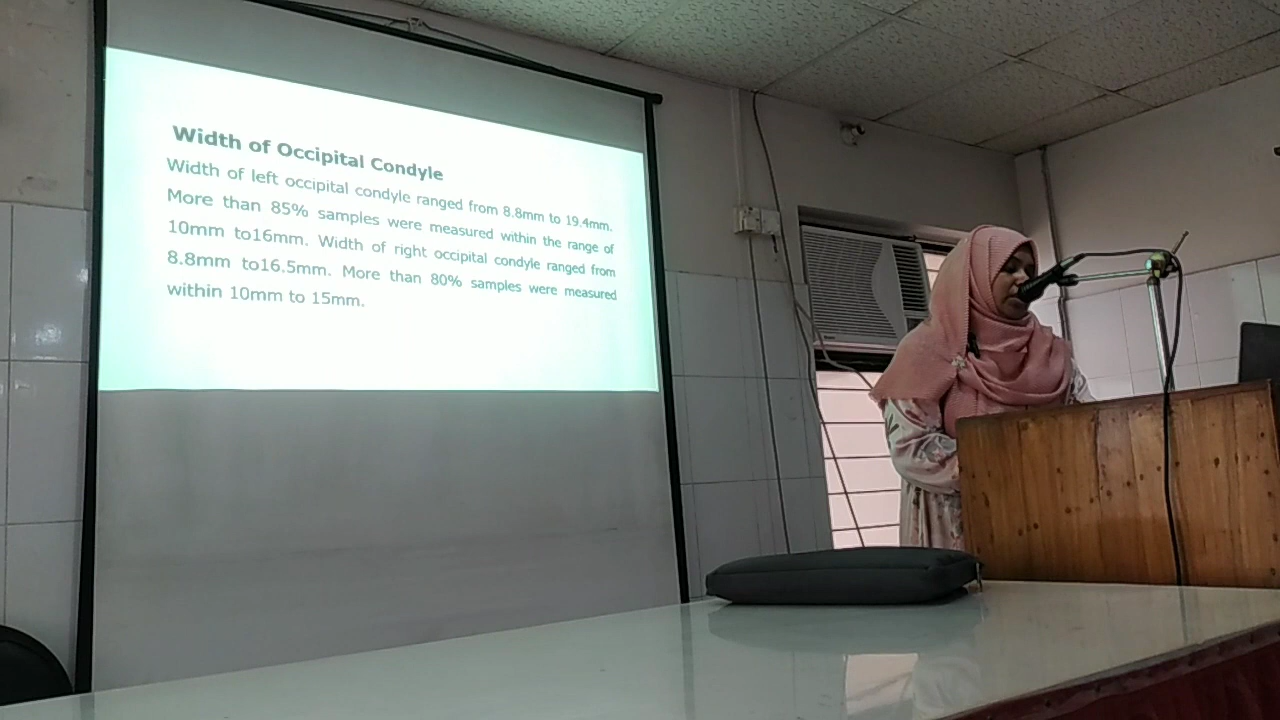 Width of Occipital Condyle
Width of left occipital condyle ranged from 8.8mm to 19.4mm.
More than 85% samples were measured within the range of
10mm to16mm. Width of right occipital condyle ranged from
8.8mm to16.5mm. More than 80% samples were measured
within 10mm to 15mm.